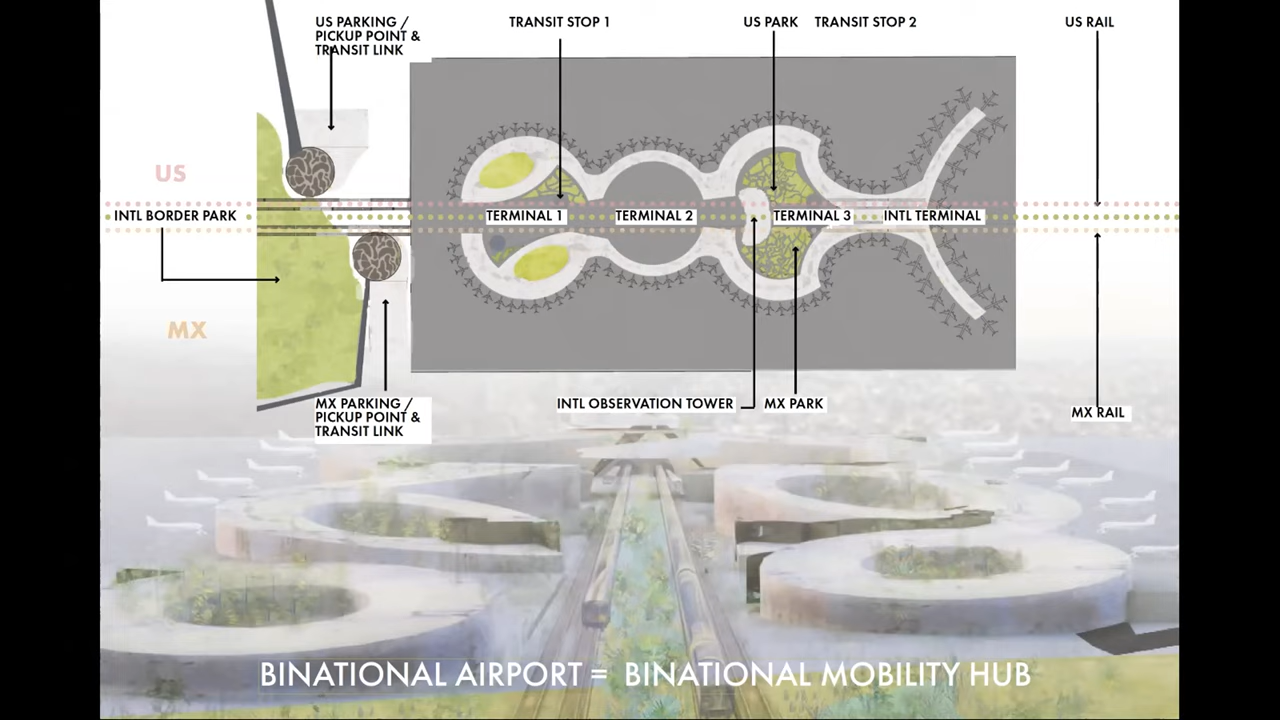 US PARKING /
PICKUP POINT &
TRANSIT LINK
TRANSIT STOP 1
US PARK
TRANSIT STOP 2
US RAIL
US
INTL BORDER PARK
TERMINAL 1
TERMINAL 2
TERMINAL 3
INTL TERMINAL
MX
MX PARKING /
PICKUP POINT &
TRANSIT LINK
INTL OBSERVATION TOWER
MX PARK
MX RAIL
BINATIONAL AIRPORT = BINATIONAL MOBILITY HUB